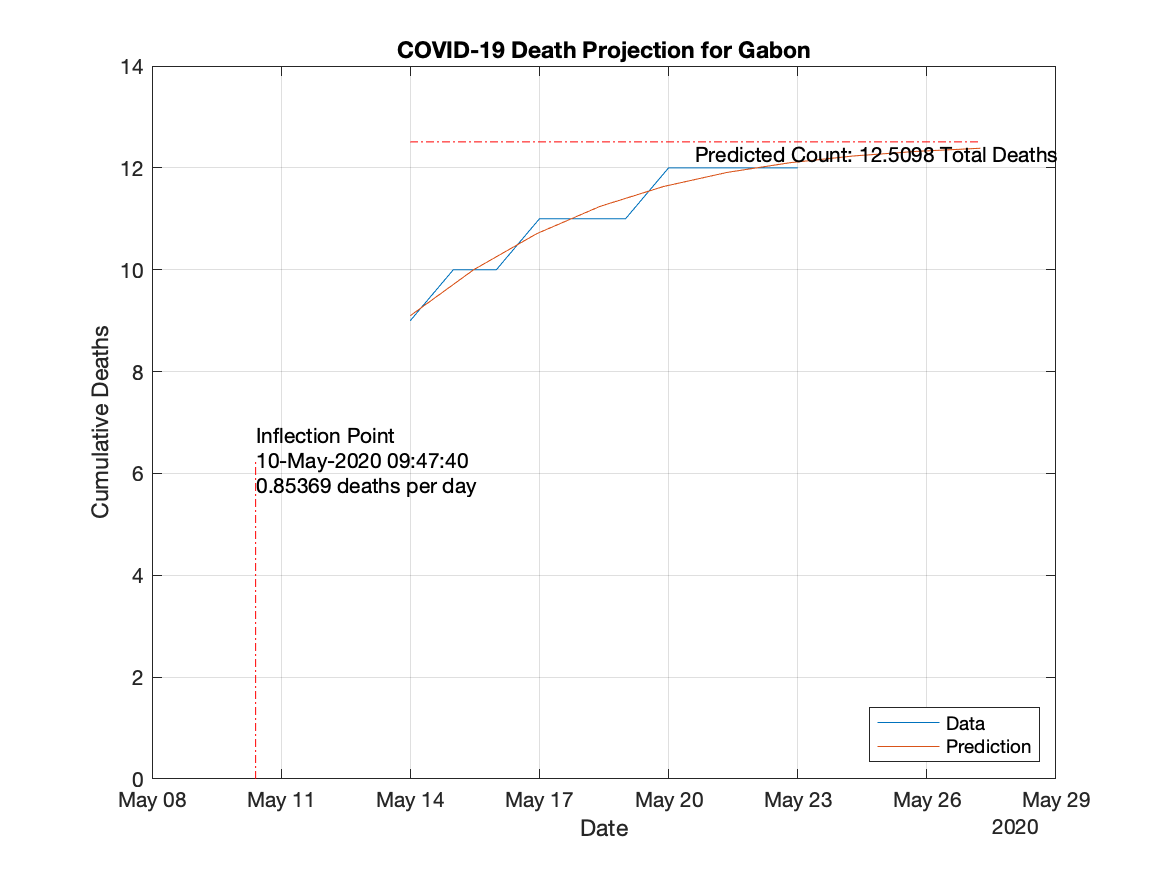 COVID-19 Death Projection for Gabon
14
12
10
8
6
4
2
0
Cumulative Deaths
Predicted Count: 12.5098 Total Deaths
Inflection Point
10-May-2020 09:47:40
0.85369 deaths per day
Data
Prediction
May 08 May 11 May 14 May 17 May 20 May 23 May 26 May 29
Date
2020